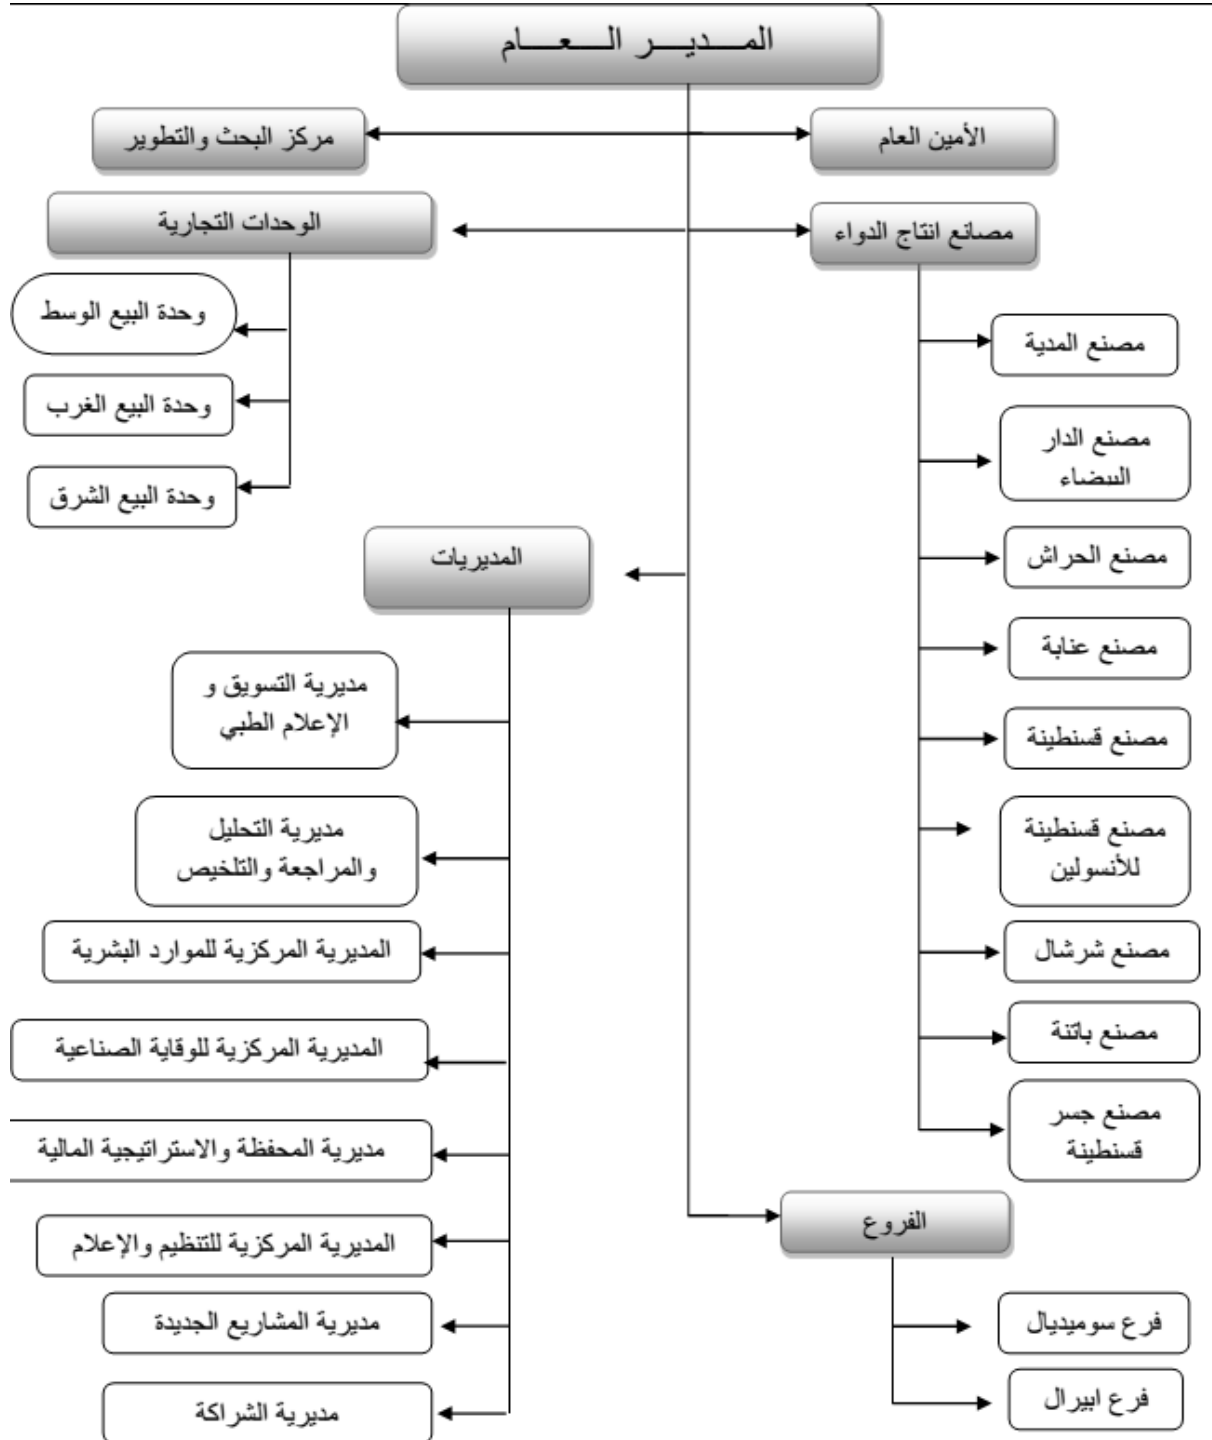 المـــديـــر الـــعـــام
الأمين العام
مركز البحث والتطوير
مصانع انتاج الدواء
الوحدات التجارية
مصنع المدية
مصنع الدار
البيضاء
مصنع الحراش
مصنع عنابة
مصنع قسنطينة
مصنع قسنطينة
للأنسولين
مصنع شرشال
مصنع باتنة
مصنع جسر
قسنطينة
وحدة البيع الوسط
وحدة البيع الغرب
وحدة البيع الشرق
المديريات
مديرية التسويق و
الإعلام الطبي
مديرية التحليل
والمراجعة والتلخيص
المديرية المركزية للموارد البشرية
المديرية المركزية للوقاية الصناعية
مديرية المحفظة والاستراتيجية المالية
المديرية المركزية للتنظيم والإعلام
مديرية المشاريع الجديدة
مديرية الشراكة
الفروع
فرع سوميديال
فرع ابيرال